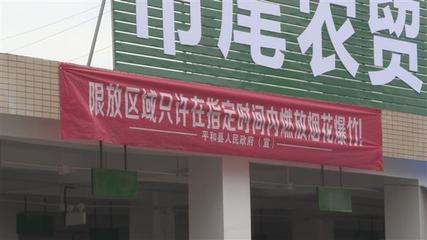 市尾农贸
限放区域只许在指定时间内燃放烟花爆竹!
平和县人民政府（宣）